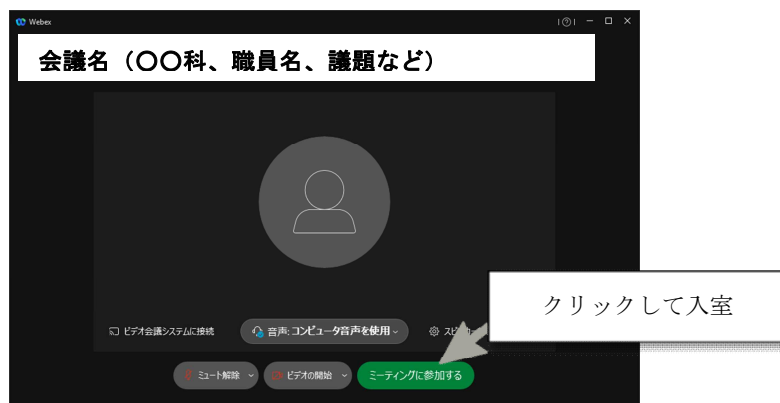 Webex
会議名（〇〇科、職員名、議題など）
クリックして入室
ビデオ会議システムに接続
音声: コンピュータ音声を使用
ミュート解除
ビデオの開始
ミーティングに参加する